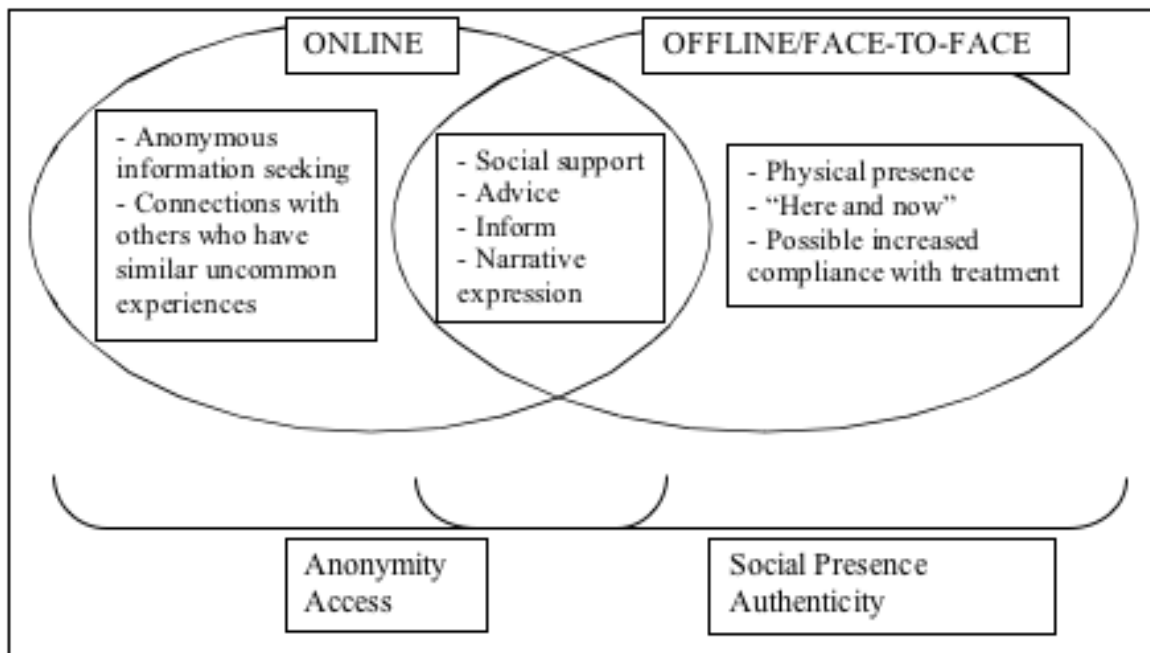 ONLINE
OFFLINE/FACE-TO-FACE
- Anonymous
information seeking
- Connections with
others who have
similar uncommon
experiences
- Social support
- Advice
- Inform
- Narrative
expression
- Physical presence
- “Here and now”
- Possible increased
compliance with treatment
Anonymity
Access
Social Presence
Authenticity